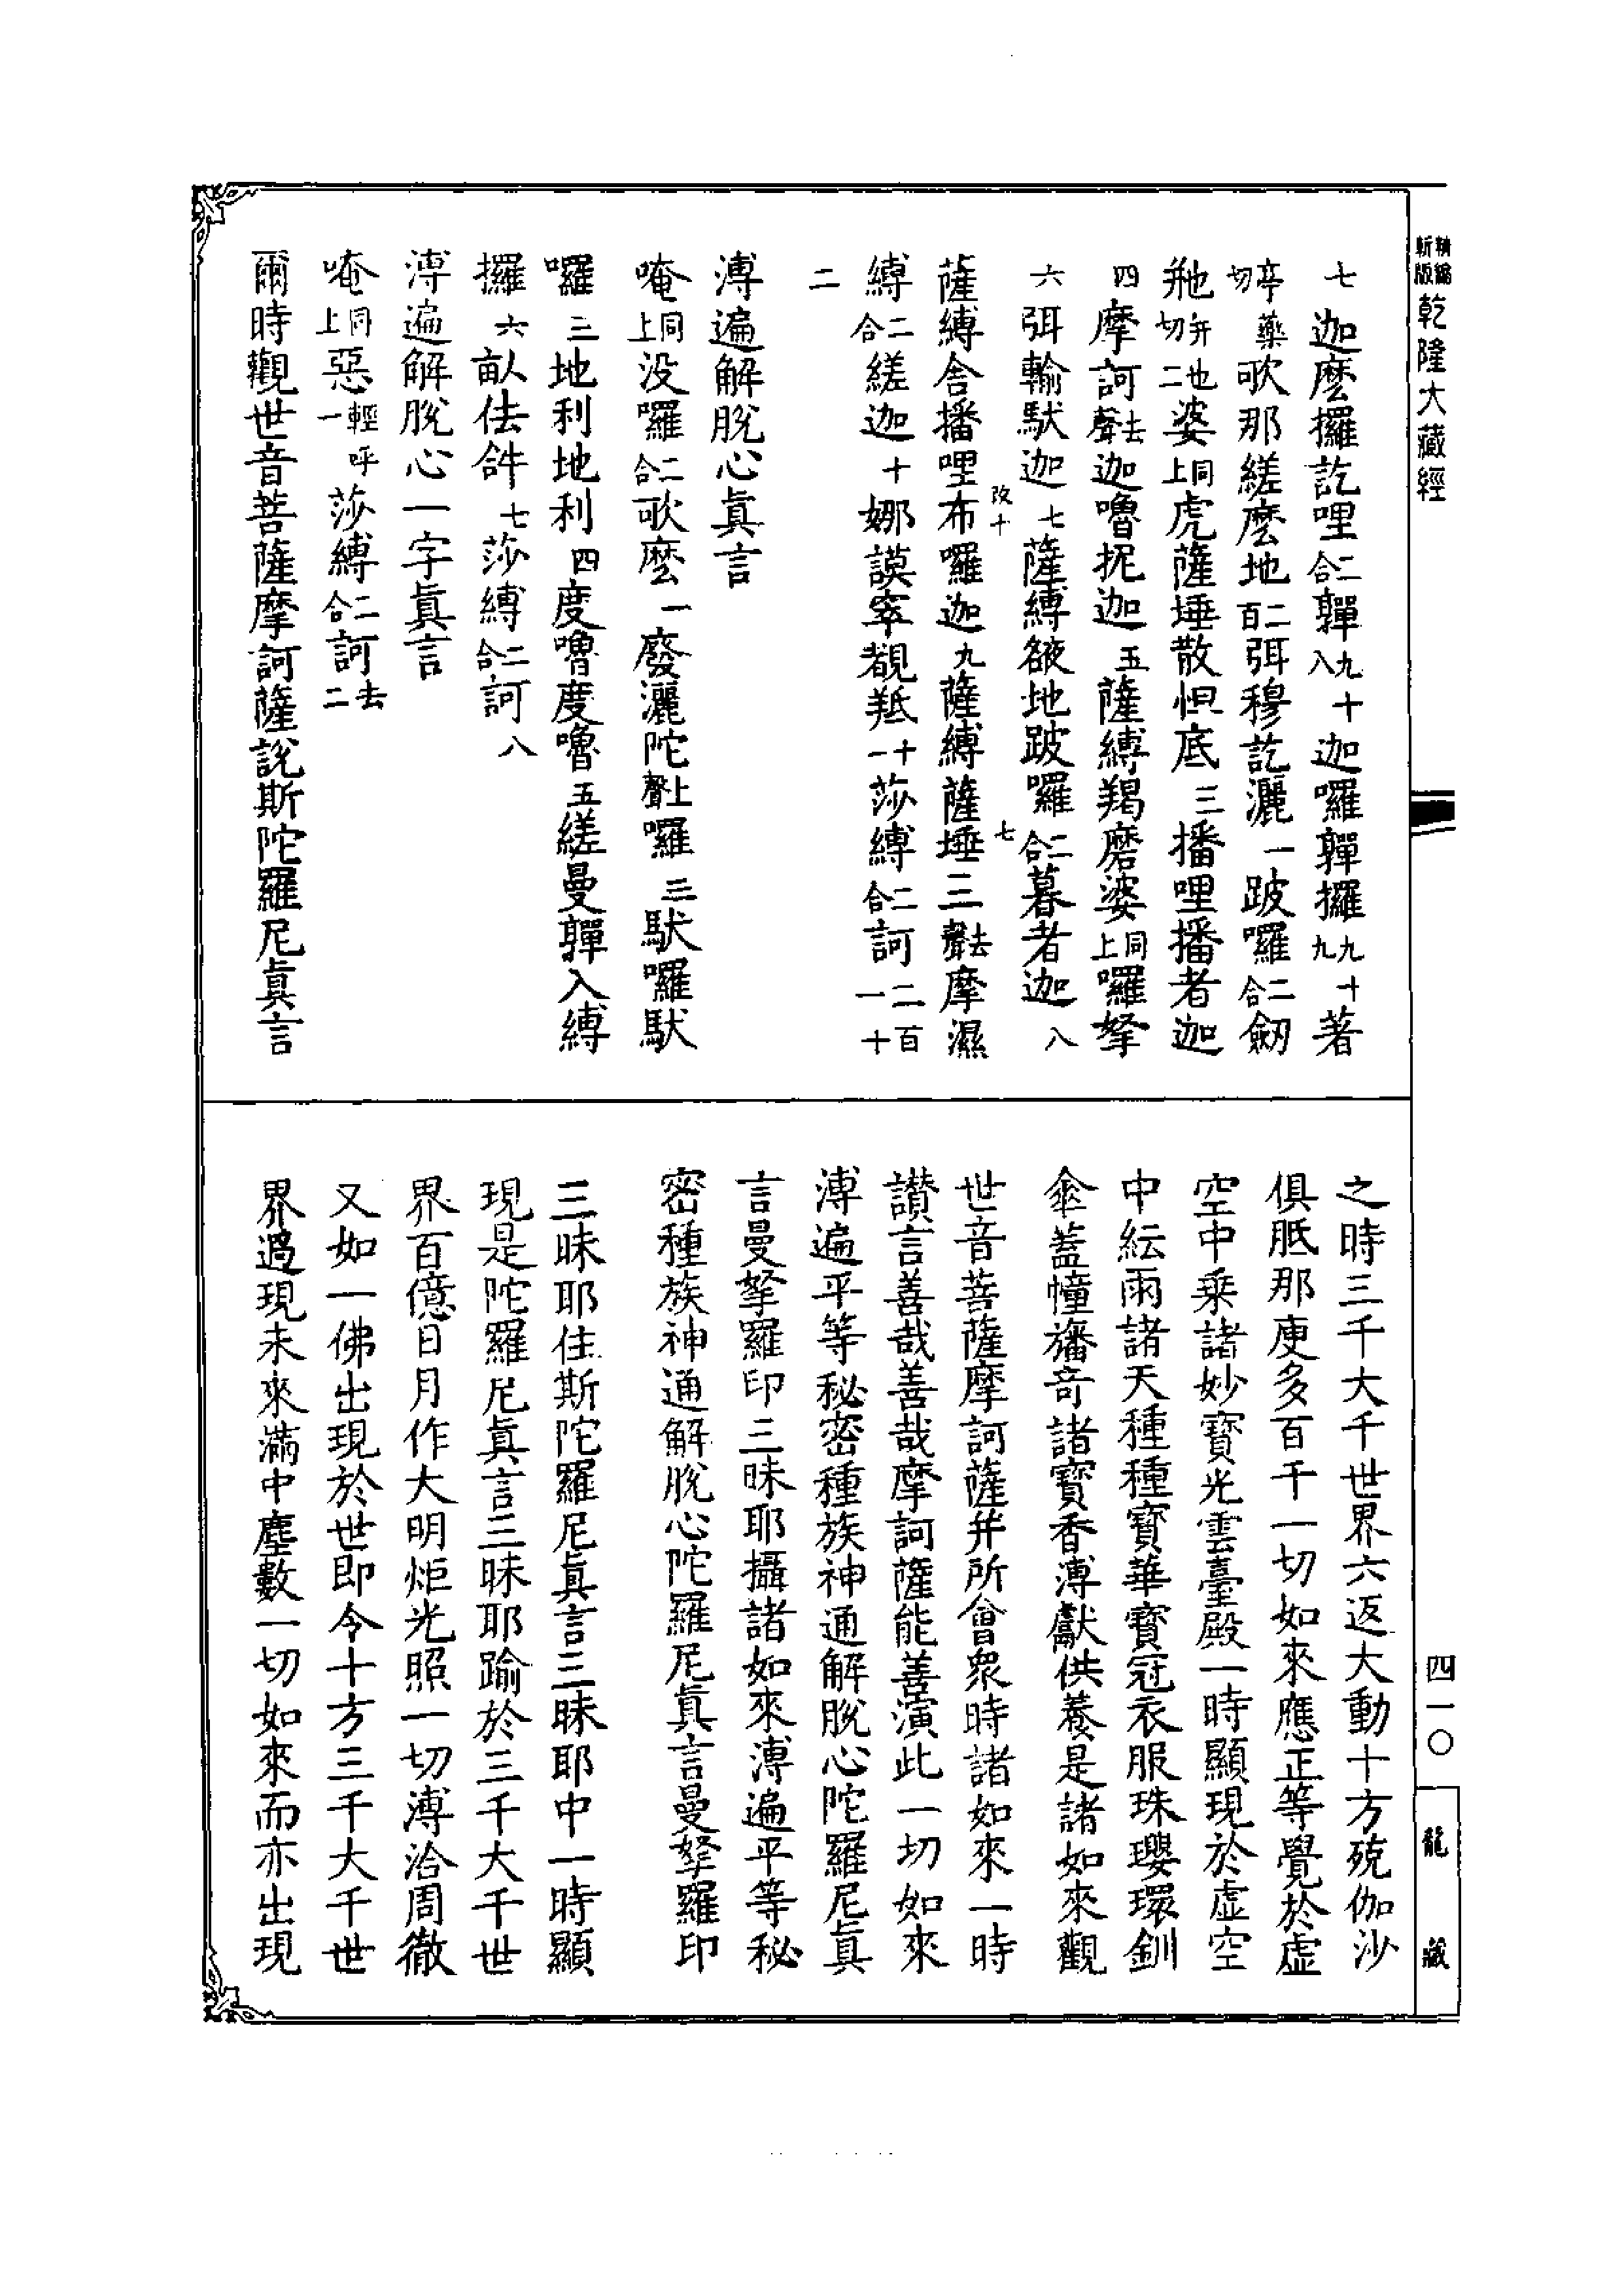 精編新版乾隆大藏經
七迦麼攞訖哩二合嚲九十八迦囉嚲攞九十九著
亭藥切歌那縒麼地二百弭穆訖灑一跛囉二合劒
㐌切二婆同上虎薩埵散怛底三播哩播者迦
四摩訶去聲迦嚕抳迦五薩縛羯磨婆同上囉拏
六弭輸馱迦七薩縛皤地跛囉二合暮者迦八
薩縛舍播哩布囉迦九薩縛薩埵三去聲摩濕
改十 七
縛二合縒迦十娜謨窣覩羝十一莎縛二合訶二百一十
二
溥遍解脫心真言
唵同上没囉二合歌麼一廢灑陀上聲囉二馱囉馱
囉三地利地利四度嚕度嚕五縒曼嚲入縛
攞六畝佉𤙖七莎縛二合訶八
溥遍解脫心一字真言
唵同上惡輕呼一莎縛二合訶去二
爾時觀世音菩薩摩訶薩說斯陀羅尼真言
之時三千大千世界六返大動十方殑伽沙
俱胝那庾多百千一切如來應正等覺於虛
空中乘諸妙寶光雲臺殿一時顯現於虛空
中紜雨諸天種種寶華寶冠衣服珠瓔環釧
傘蓋幢旛奇諸寶香溥獻供養是諸如來觀
世音菩薩摩訶薩并所會眾時諸如來一時
讚言善哉善哉摩訶薩能善演此一切如來
溥遍平等秘密種族神通解脫心陀羅尼真
言曼拏羅印三昧耶攝諸如來溥遍平等秘
密種族神通解脫心陀羅尼真言曼拏羅印
三昧耶住斯陀羅尼真言三昧耶中一時顯
現是陀羅尼真言三昧耶踰於三千大千世
界百億日月作大明炬光照一切溥洽周徹
又如一佛出現於世即令十方三千大千世
界過現未來滿中塵數一切如來而亦出現
四一〇
龍藏